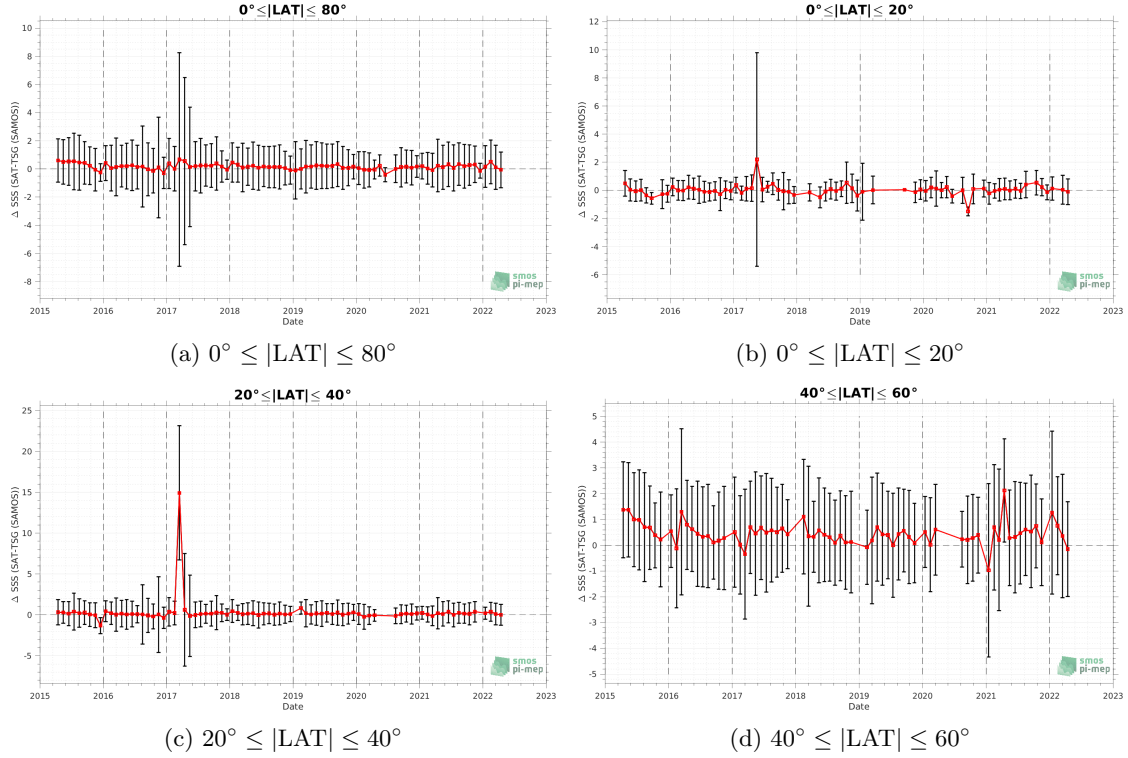 0°≤|LAT|≤ 80°
Δ SSS (SAT-TSG (SAMOS))
10
8
6
4
2
0
-2
-4
-6
-8
2015 2016 2017 2018 2019 2020 2021 2022 2023
Date
smos
pi-mep
(a) 0° ≤ |LAT| ≤ 80°
0°≤|LAT|≤ 20°
Δ SSS (SAT-TSG (SAMOS))
12
10
8
6
4
2
0
-2
-4
-6
2015 2016 2017 2018 2019 2020 2021 2022 2023
Date
smos
pi-mep
(b) 0° ≤ |LAT| ≤ 20°
20°≤|LAT|≤ 40°
Δ SSS (SAT-TSG (SAMOS))
25
20
15
10
5
0
-5
2015 2016 2017 2018 2019 2020 2021 2022 2023
Date
smos
pi-mep
(c) 20° ≤ |LAT| ≤ 40°
40°≤|LAT|≤ 60°
Δ SSS (SAT-TSG (SAMOS))
5
4
3
2
1
0
-1
-2
-3
-4
-5
2015 2016 2017 2018 2019 2020 2021 2022 2023
Date
smos
pi-mep
(d) 40° ≤ |LAT| ≤ 60°